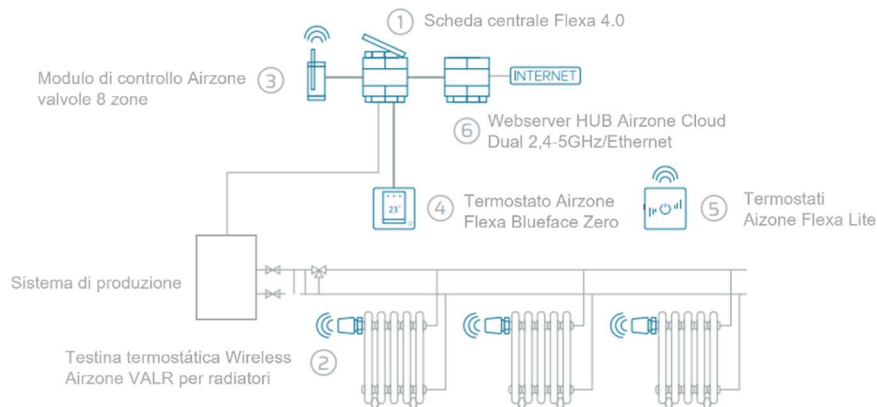 1 Scheda centrale Flexa 4.0
Modulo di controllo Airzone
valvole 8 zone
3
INTERNET
6 Webserver HUB Airzone Cloud
Dual 2,4-5GHz/Ethernet
23°
4 Termostato Airzone
Flexa Blueface Zero
5 Termostati
Aizone Flexa Lite
Sistema di produzione
Testina termostática Wireless
Airzone VALR per radiatori
2